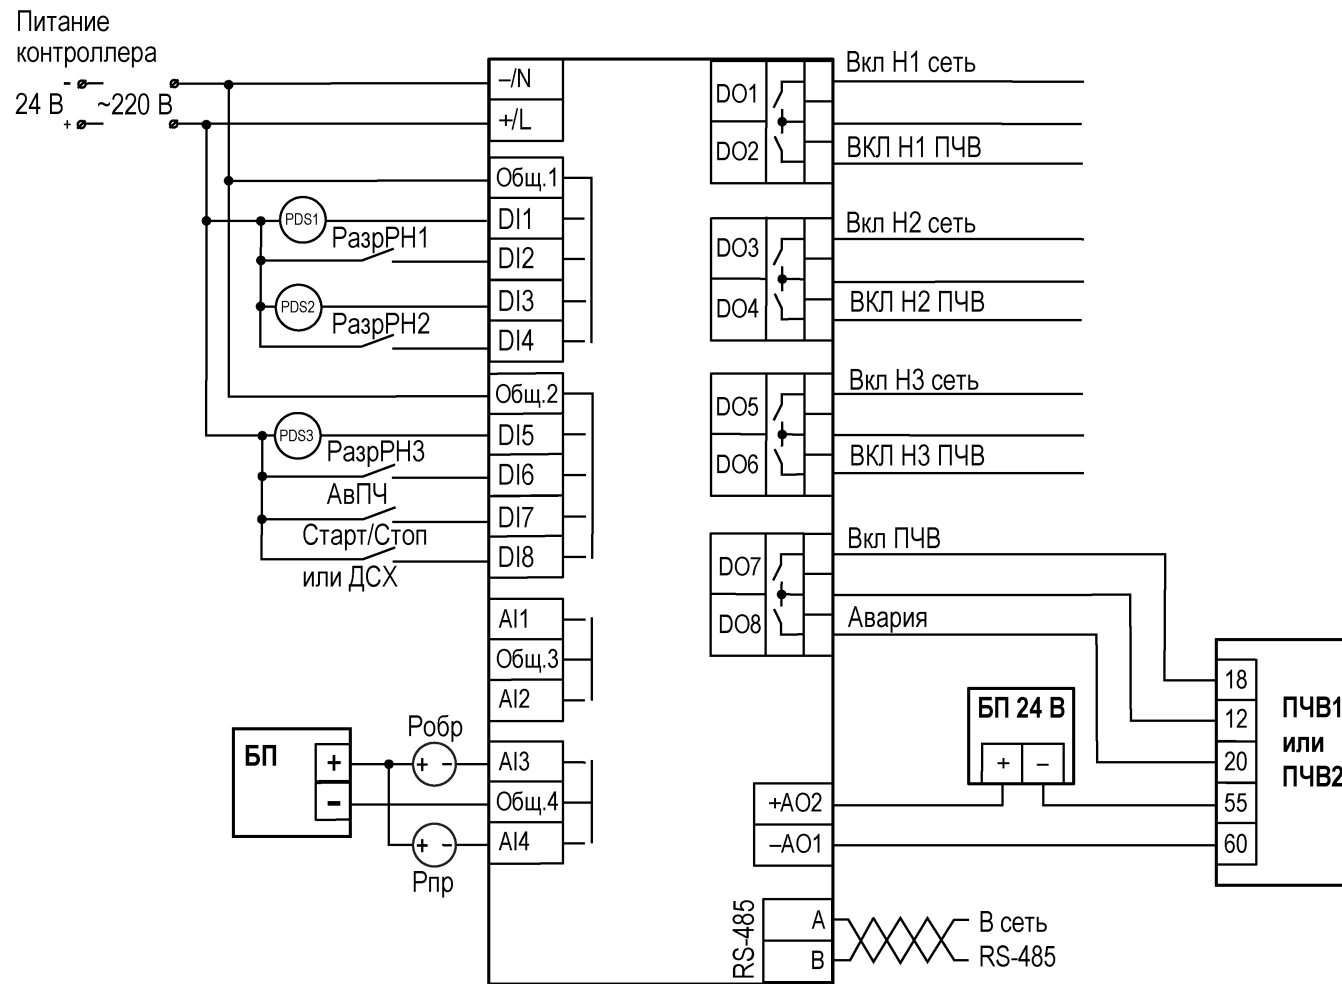 Питание
контроллера
24 В
-
+
~220 В
–/N
+/L
Общ.1
DI1
DI2
DI3
DI4
PDS1
РазрРН1
PDS2
РазрРН2
Общ.2
DI5
DI6
DI7
DI8
PDS3
РазрРН3
АвПЧ
Старт/Стоп
или ДСХ
AI1
Общ.3
AI2
БП
+
-
Робр
+ -
Рпр
+ -
AI3
Общ.4
AI4
DO1
DO2
Вкл Н1 сеть
ВКЛ Н1 ПЧВ
DO3
DO4
Вкл Н2 сеть
ВКЛ Н2 ПЧВ
DO5
DO6
Вкл Н3 сеть
ВКЛ Н3 ПЧВ
DO7
DO8
Вкл ПЧВ
Авария
БП 24 В
+ –
+AO2
–AO1
18
12
20
55
60
ПЧВ1
или
ПЧВ2
RS-485
A
B
В сеть
RS-485